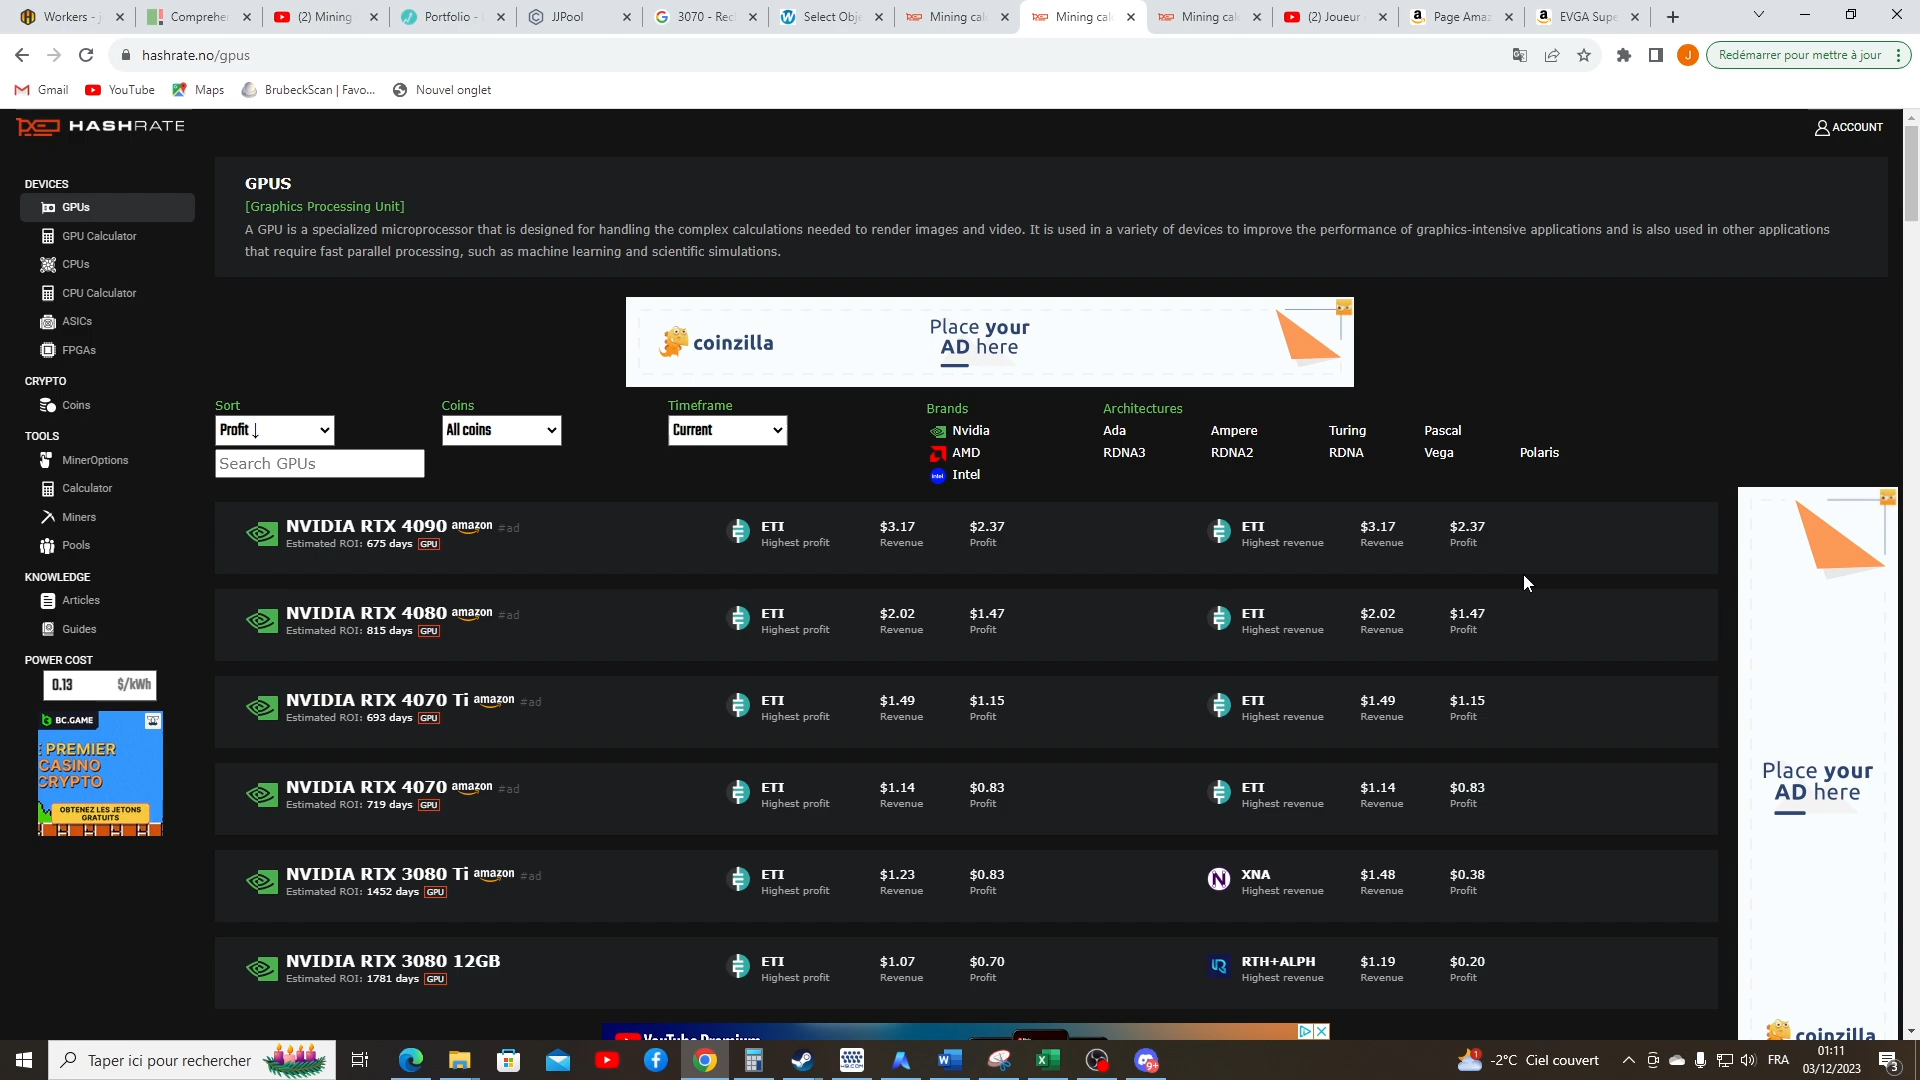 Workers - j
Compreher
(2) Mining
Portfolio -
JJPool
3070 - Rec
Select Obje
Mining cal
Mining cal
Mining cal
(2) Joueur
Page Amaz
EVGA Supe
hashrate.no/gpus
J
Redémarrer pour mettre à jour
Gmail
YouTube
Maps
BrubeckScan | Favo...
Nouvel onglet
HASHRATE
ACCOUNT
DEVICES
GPUs
GPU Calculator
CPUs
CPU Calculator
ASICs
FPGAs
CRYPTO
Coins
TOOLS
MinerOptions
Calculator
Miners
Pools
KNOWLEDGE
Articles
Guides
POWER COST
0.13 $/kWh
BC.GAME
E PREMIER
CASINO
CRYPTO
OBTENEZ LES JETONS
GRATUITS
GPUS
[Graphics Processing Unit]
A GPU is a specialized microprocessor that is designed for handling the complex calculations needed to render images and video. It is used in a variety of devices to improve the performance of graphics-intensive applications and is also used in other applications
that require fast parallel processing, such as machine learning and scientific simulations.
coinzilla
Place your
AD here
Sort
Profit ↓
Search GPUs
Coins
All coins
Timeframe
Current
Brands
Nvidia
AMD
intel Intel
Architectures
Ada Ampere Turing Pascal
RDNA3 RDNA2 RDNA Vega Polaris
NVIDIA RTX 4090 amazon #ad
Estimated ROI: 675 days GPU
ETI $3.17 $2.37
Highest profit Revenue Profit
ETI $3.17 $2.37
Highest revenue Revenue Profit
NVIDIA RTX 4080 amazon #ad
Estimated ROI: 815 days GPU
ETI $2.02 $1.47
Highest profit Revenue Profit
ETI $2.02 $1.47
Highest revenue Revenue Profit
NVIDIA RTX 4070 Ti amazon #ad
Estimated ROI: 693 days GPU
ETI $1.49 $1.15
Highest profit Revenue Profit
ETI $1.49 $1.15
Highest revenue Revenue Profit
NVIDIA RTX 4070 amazon #ad
Estimated ROI: 719 days GPU
ETI $1.14 $0.83
Highest profit Revenue Profit
ETI $1.14 $0.83
Highest revenue Revenue Profit
NVIDIA RTX 3080 Ti amazon #ad
Estimated ROI: 1452 days GPU
ETI $1.23 $0.83
Highest profit Revenue Profit
XNA $1.48 $0.38
Highest revenue Revenue Profit
NVIDIA RTX 3080 12GB
Estimated ROI: 1781 days GPU
ETI $1.07 $0.70
Highest profit Revenue Profit
RTH+ALPH $1.19 $0.20
Highest revenue Revenue Profit
Place your
AD here
coinzilla
YouTube Premium
Taper ici pour rechercher
9+
1
-2°C Ciel couvert
FRA
01:11
03/12/2023
3